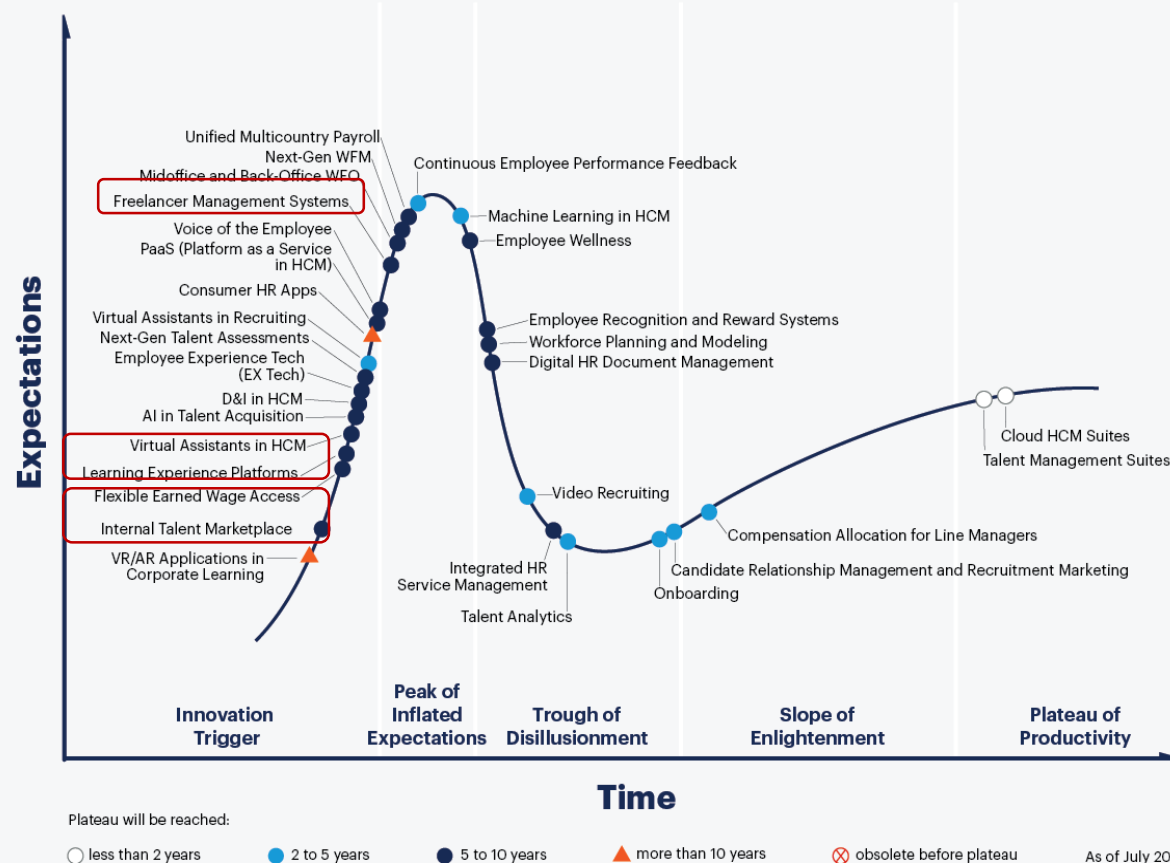 Expectations
Unified Multicountry Payroll
Next-Gen WFM
Midoffice and Back-Office WFO
Freelancer Management Systems
Voice of the Employee
PaaS (Platform as a Service
in HCM)
Consumer HR Apps
Virtual Assistants in Recruiting
Next-Gen Talent Assessments
Employee Experience Tech
(EX Tech)
D&I in HCM
AI in Talent Acquisition
Virtual Assistants in HCM
Learning Experience Platforms
Flexible Earned Wage Access
Internal Talent Marketplace
VR/AR Applications in
Corporate Learning
Continuous Employee Performance Feedback
Machine Learning in HCM
Employee Wellness
Employee Recognition and Reward Systems
Workforce Planning and Modeling
Digital HR Document Management
Video Recruiting
Integrated HR
Service Management
Talent Analytics
Onboarding
Candidate Relationship Management and Recruitment Marketing
Compensation Allocation for Line Managers
Cloud HCM Suites
Talent Management Suites
Innovation
Trigger
Peak of
Inflated
Expectations
Trough of
Disillusionment
Slope of
Enlightenment
Plateau of
Productivity
Time
Plateau will be reached:
less than 2 years
2 to 5 years
5 to 10 years
more than 10 years
obsolete before plateau
As of July 20